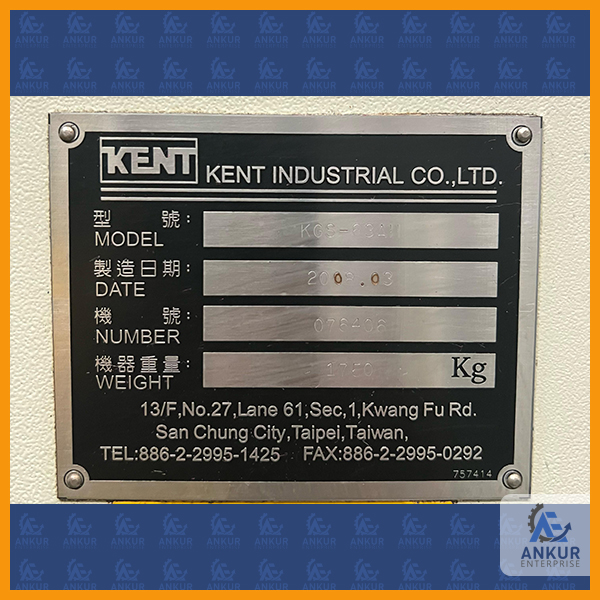 KENT KENT INDUSTRIAL CO.,LTD.
型 號:
MODEL
製造日期:
DATE
機 號:
NUMBER
機器重量:
WEIGHT Kg
13/F,No.27,Lane 61,Sec,1,Kwang Fu Rd.
San Chung City,Taipei,Taiwan,
TEL:886-2-2995-1425 FAX:886-2-2995-0292
757414
ANKUR
ENTERPRISE